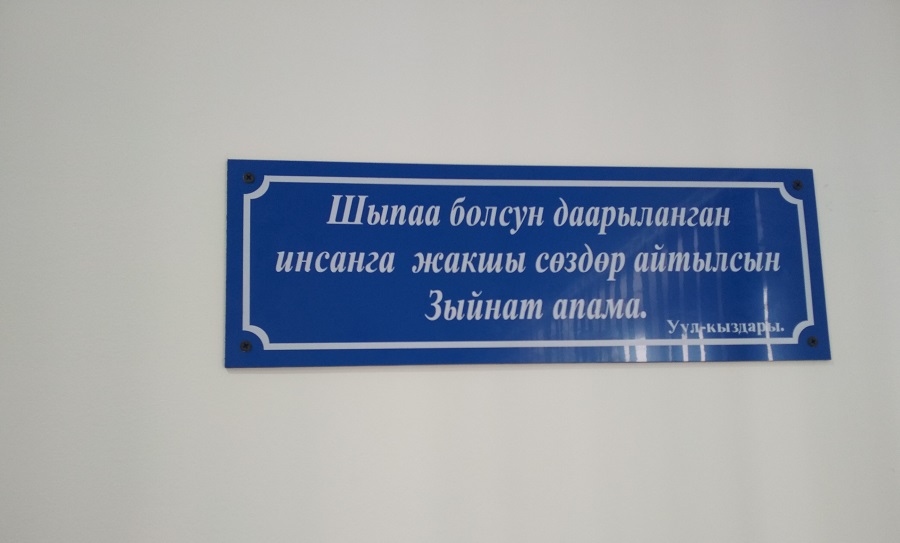 Шыпаа болсун даарыланган
инсанга жакшы сөздөр айтылсын
Зыйнат апама.
Уул-кыздары.